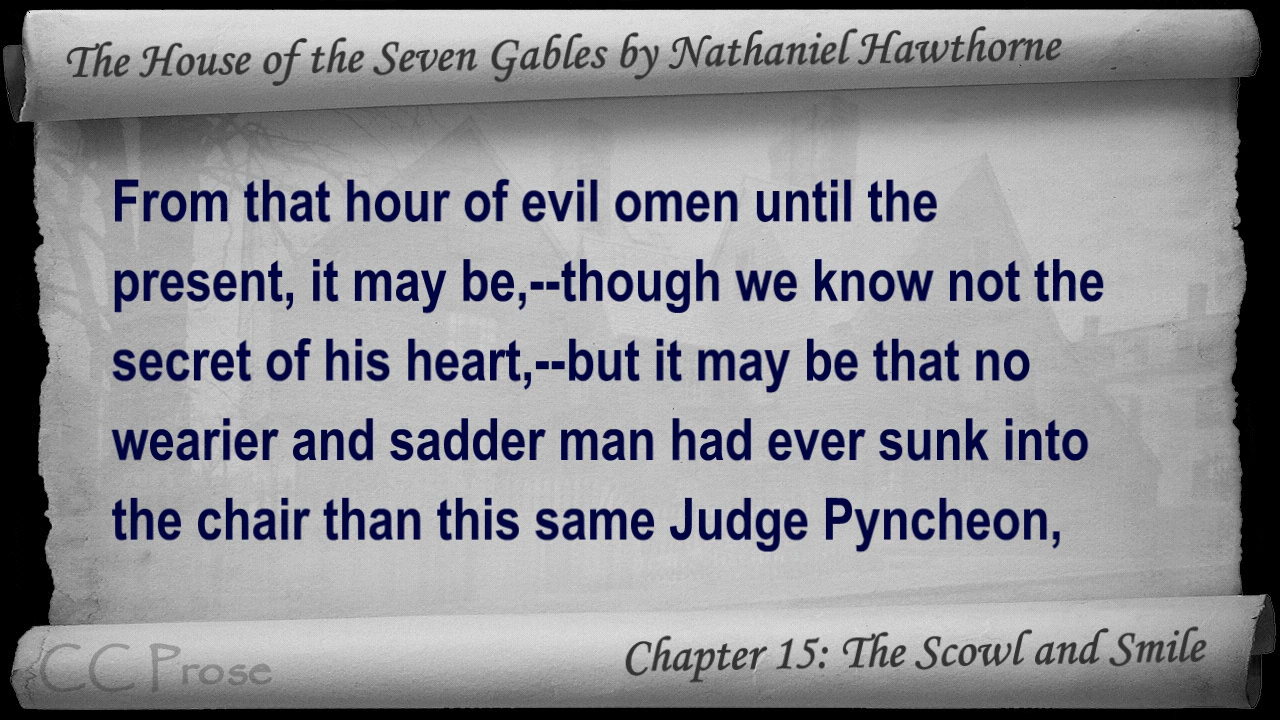 The House of the Seven Gables by Nathaniel Hawthorne
From that hour of evil omen until the
present, it may be,--though we know not the
secret of his heart,--but it may be that no
wearier and sadder man had ever sunk into
the chair than this same Judge Pyncheon,
CC Prose
Chapter 15: The Scowl and Smile